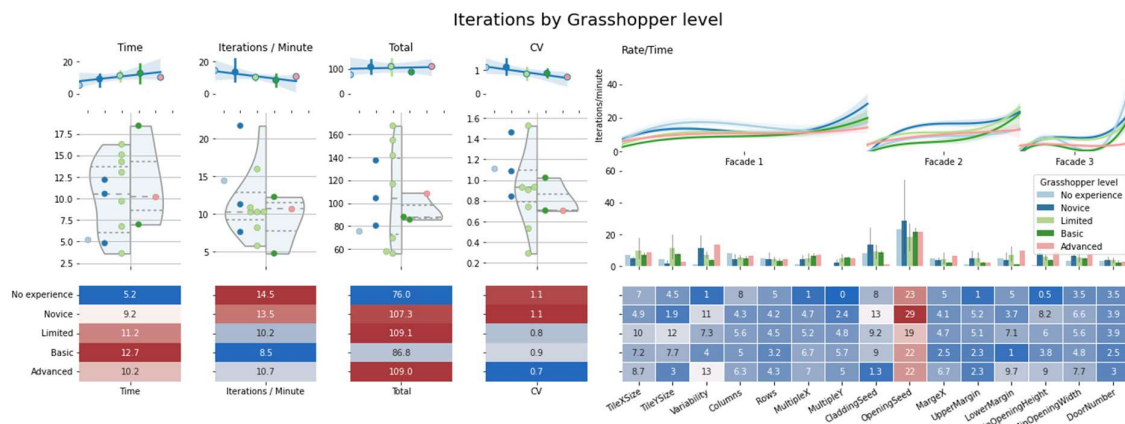 Iterations by Grasshopper level
Time
Iterations / Minute
Total
CV
Rate/Time
20
0
20
0
100
0
1
0
Iterations/minute
Facade 1
Facade 2
Facade 3
17.5
15.0
12.5
10.0
7.5
5.0
2.5
20
15
10
5
160
140
120
100
80
60
1.6
1.4
1.2
1.0
0.8
0.6
0.4
0.2
60
40
20
0
Grasshopper level
No experience
Novice
Limited
Basic
Advanced
No experience 5.2 14.5 76.0 1.1 7 4.5 1 8 5 1 0 8 23 5 1 5 0.5 3.5 3.5
Novice 9.2 13.5 107.3 1.1 4.9 1.9 11 4.3 4.2 4.7 2.4 13 29 4.1 5.2 3.7 8.2 6.6 3.9
Limited 11.2 10.2 109.1 0.8 10 12 7.3 5.6 4.5 5.2 4.8 9.2 19 4.7 5.1 7.1 6 5.6 3.9
Basic 12.7 8.5 86.8 0.9 7.2 7.7 4 5 3.2 6.7 5.7 9 22 2.5 2.3 1 3.8 4.8 2.5
Advanced 10.2 10.7 109.0 0.7 8.7 3 13 6.3 4.3 7 5 1.3 22 6.7 2.3 9.7 9 7.7 3
Time
Iterations / Minute
Total
CV
TileXSize
TileYSize
Variability
Columns
Rows
MultipleX
MultipleY
CladdingSeed
OpeningSeed
MargeX
UpperMargin
LowerMargin
DoorNumber